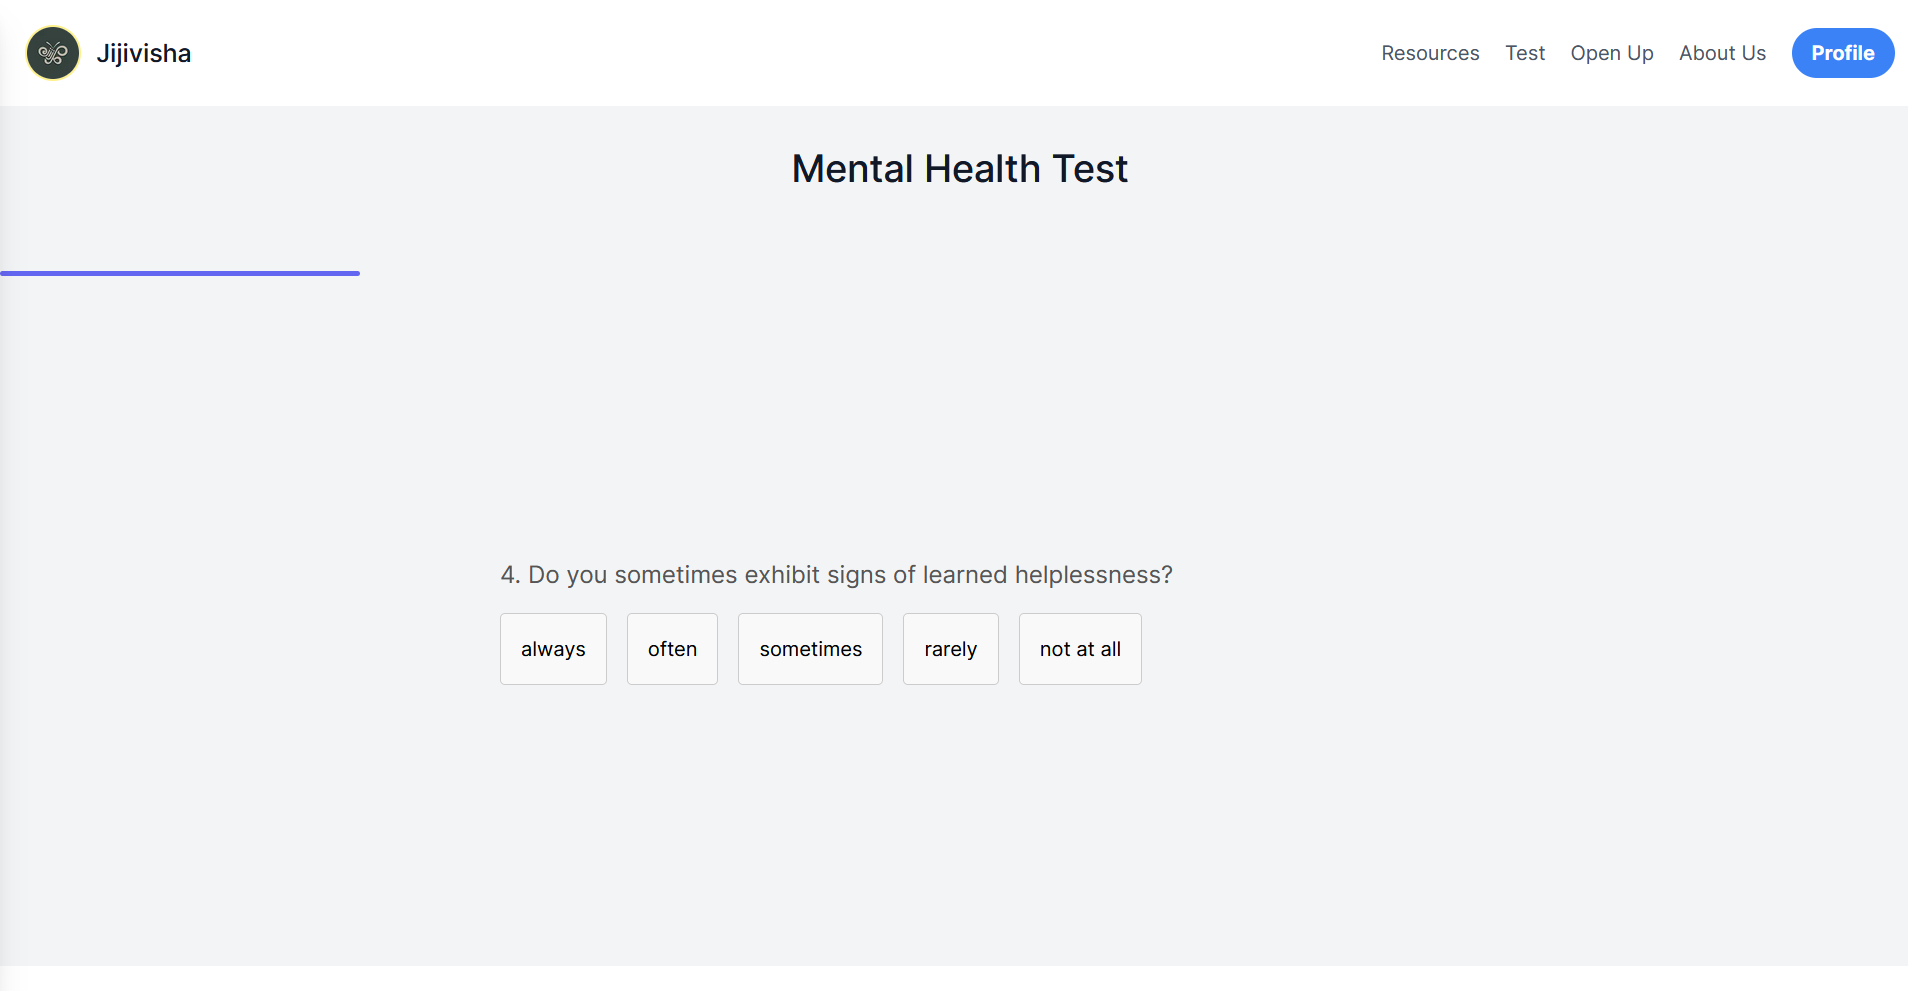 Jijivisha
Resources Test Open Up About Us Profile
Mental Health Test
4. Do you sometimes exhibit signs of learned helplessness?
always often sometimes rarely not at all